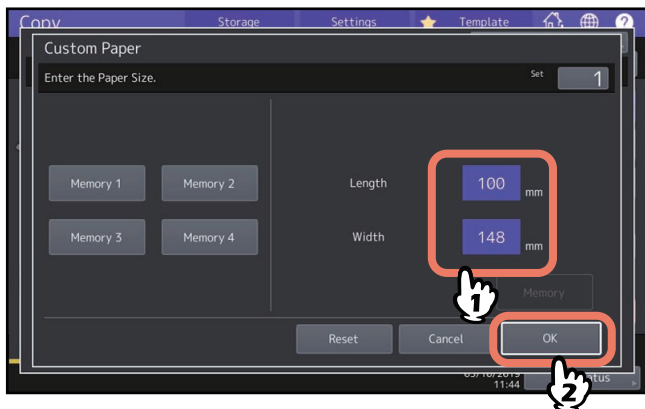 Copy Storage Settings Template ?
Custom Paper
Enter the Paper Size. Set 1
Memory 1 Memory 2 Length 100 mm
Memory 3 Memory 4 Width 148 mm
1
Memory
Reset Cancel OK
11:44
2